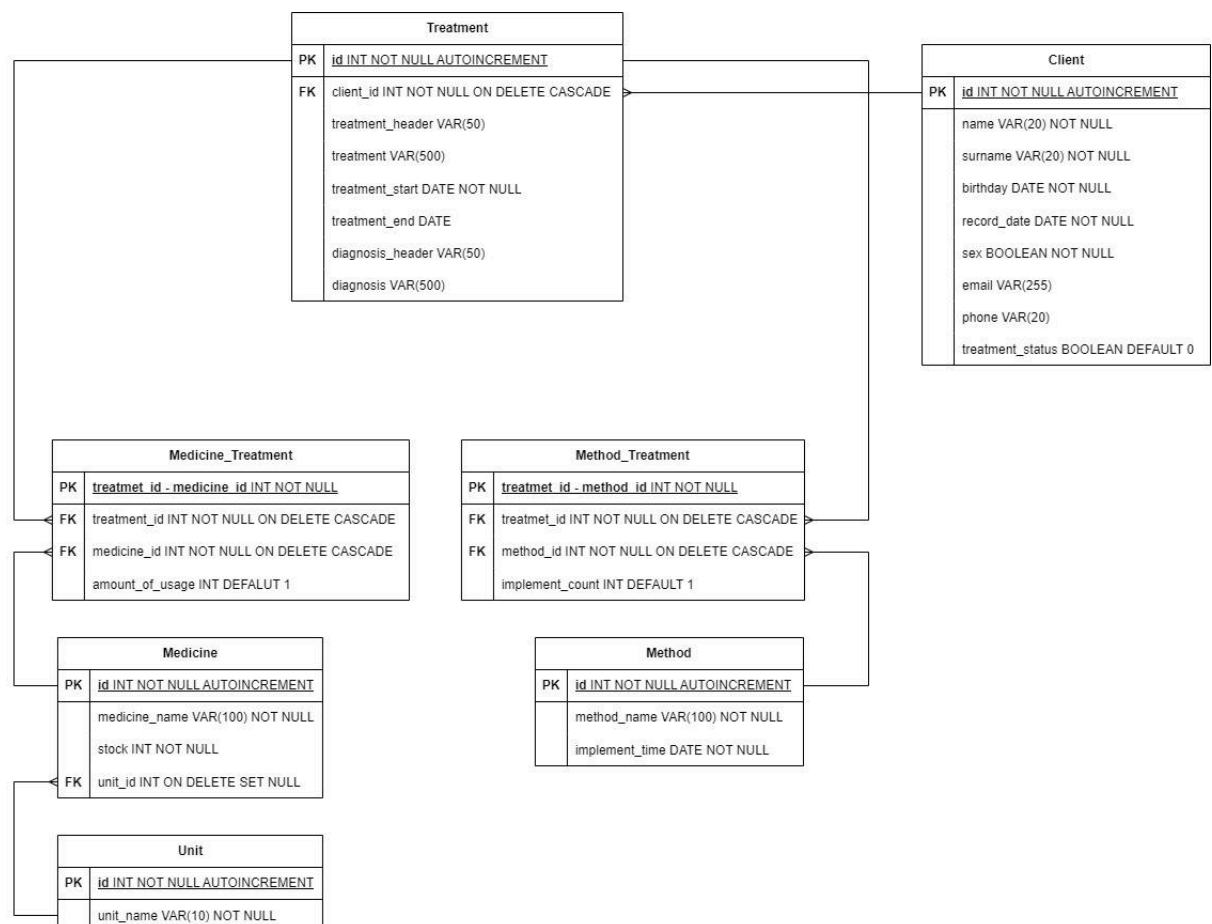 Treatment
PK id INT NOT NULL AUTOINCREMENT
FK client_id INT NOT NULL ON DELETE CASCADE
treatment_header VAR(50)
treatment VAR(500)
treatment_start DATE NOT NULL
treatment_end DATE
diagnosis_header VAR(50)
diagnosis VAR(500)
Client
PK id INT NOT NULL AUTOINCREMENT
name VAR(20) NOT NULL
surname VAR(20) NOT NULL
birthday DATE NOT NULL
record_date DATE NOT NULL
sex BOOLEAN NOT NULL
email VAR(255)
phone VAR(20)
treatment_status BOOLEAN DEFAULT 0
Medicine_Treatment
PK treatmet_id - medicine_id INT NOT NULL
FK treatment_id INT NOT NULL ON DELETE CASCADE
FK medicine_id INT NOT NULL ON DELETE CASCADE
amount_of_usage INT DEFALUT 1
Method_Treatment
PK treatmet_id - method_id INT NOT NULL
FK treatmet_id INT NOT NULL ON DELETE CASCADE
FK method_id INT NOT NULL ON DELETE CASCADE
implement_count INT DEFAULT 1
Medicine
PK id INT NOT NULL AUTOINCREMENT
medicine_name VAR(100) NOT NULL
stock INT NOT NULL
FK unit_id INT ON DELETE SET NULL
Method
PK id INT NOT NULL AUTOINCREMENT
method_name VAR(100) NOT NULL
implement_time DATE NOT NULL
Unit
PK id INT NOT NULL AUTOINCREMENT
unit_name VAR(10) NOT NULL